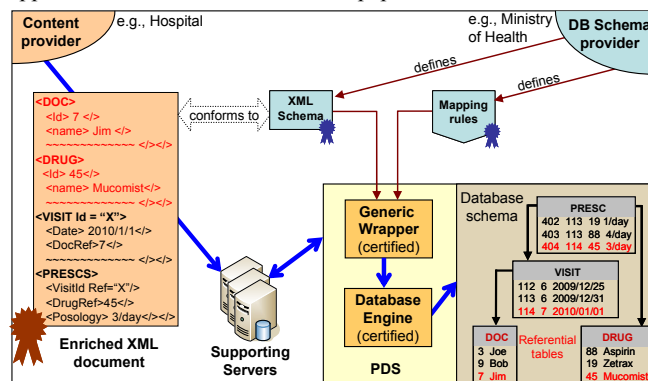 Content
provider
e.g., Hospital
e.g., Ministry
of Health
DB Schema
provider
defines
defines
<DOC>
<Id> 7 </>
<name> Jim </>
~~~~~~~~~~~~~ </></>
<DRUG>
<Id> 45</>
<name> Mucomist</>
~~~~~~~~~~~~~ </></>
<VISIT Id = “X”>
<Date> 2010/1/1</>
<DocRef>7</>
~~~~~~~~~~~~~ </></>
<PRESCS>
<VisitId Ref=“X”/>
<DrugRef>45</>
<Posology> 3/day</></>
Enriched XML
document
conforms to
XML
Schema
Mapping
rules
Supporting
Servers
Generic
Wrapper
(certified)
Database
Engine
(certified)
PDS
Database
schema
PRESC
402 113 19 1/day
403 113 88 4/day
404 114 45 3/day
VISIT
112 6 2009/12/25
113 6 2009/12/31
114 7 2010/01/01
DOC
3 Joe
9 Bob
7 Jim
Referential
tables
DRUG
88 Aspirin
19 Zetrax
45 Mucomist